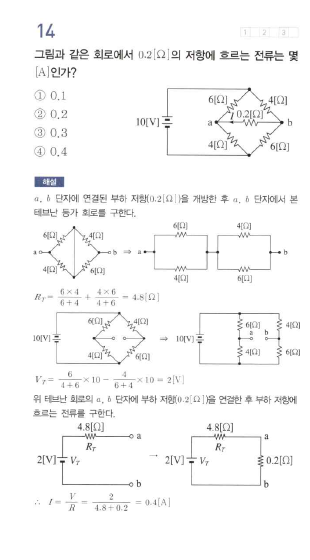 14
1 2 3
그림과 같은 회로에서 0.2[Ω]의 저항에 흐르는 전류는 몇
[A]인가?
① 0.1
② 0.2
③ 0.3
④ 0.4
10[V]
6[Ω]
4[Ω]
a
I
0.2[Ω]
b
4[Ω]
6[Ω]
해설
a, b 단자에 연결된 부하 저항(0.2[Ω])을 개방한 후 a, b 단자에서 본
테브난 등가 회로를 구한다.
6[Ω]
4[Ω]
a
b
4[Ω]
6[Ω]
⇒
a
6[Ω]
4[Ω]
4[Ω]
6[Ω]
b
R_T = 6×4/6+4 + 4×6/4+6 = 4.8[Ω]
10[V]
6[Ω]
4[Ω]
4[Ω]
6[Ω]
⇒
10[V]
6[Ω]
4[Ω]
a
b
4[Ω]
6[Ω]
V_T = 6/4+6 × 10 − 4/6+4 × 10 = 2[V]
위 테브난 회로의 a, b 단자에 부하 저항(0.2[Ω])을 연결한 후 부하 저항에
흐르는 전류를 구한다.
4.8[Ω]
R_T
a
2[V]
V_T
b
→
4.8[Ω]
R_T
a
2[V]
V_T
0.2[Ω]
b
∴ I = V/R = 2/4.8+0.2 = 0.4[A]